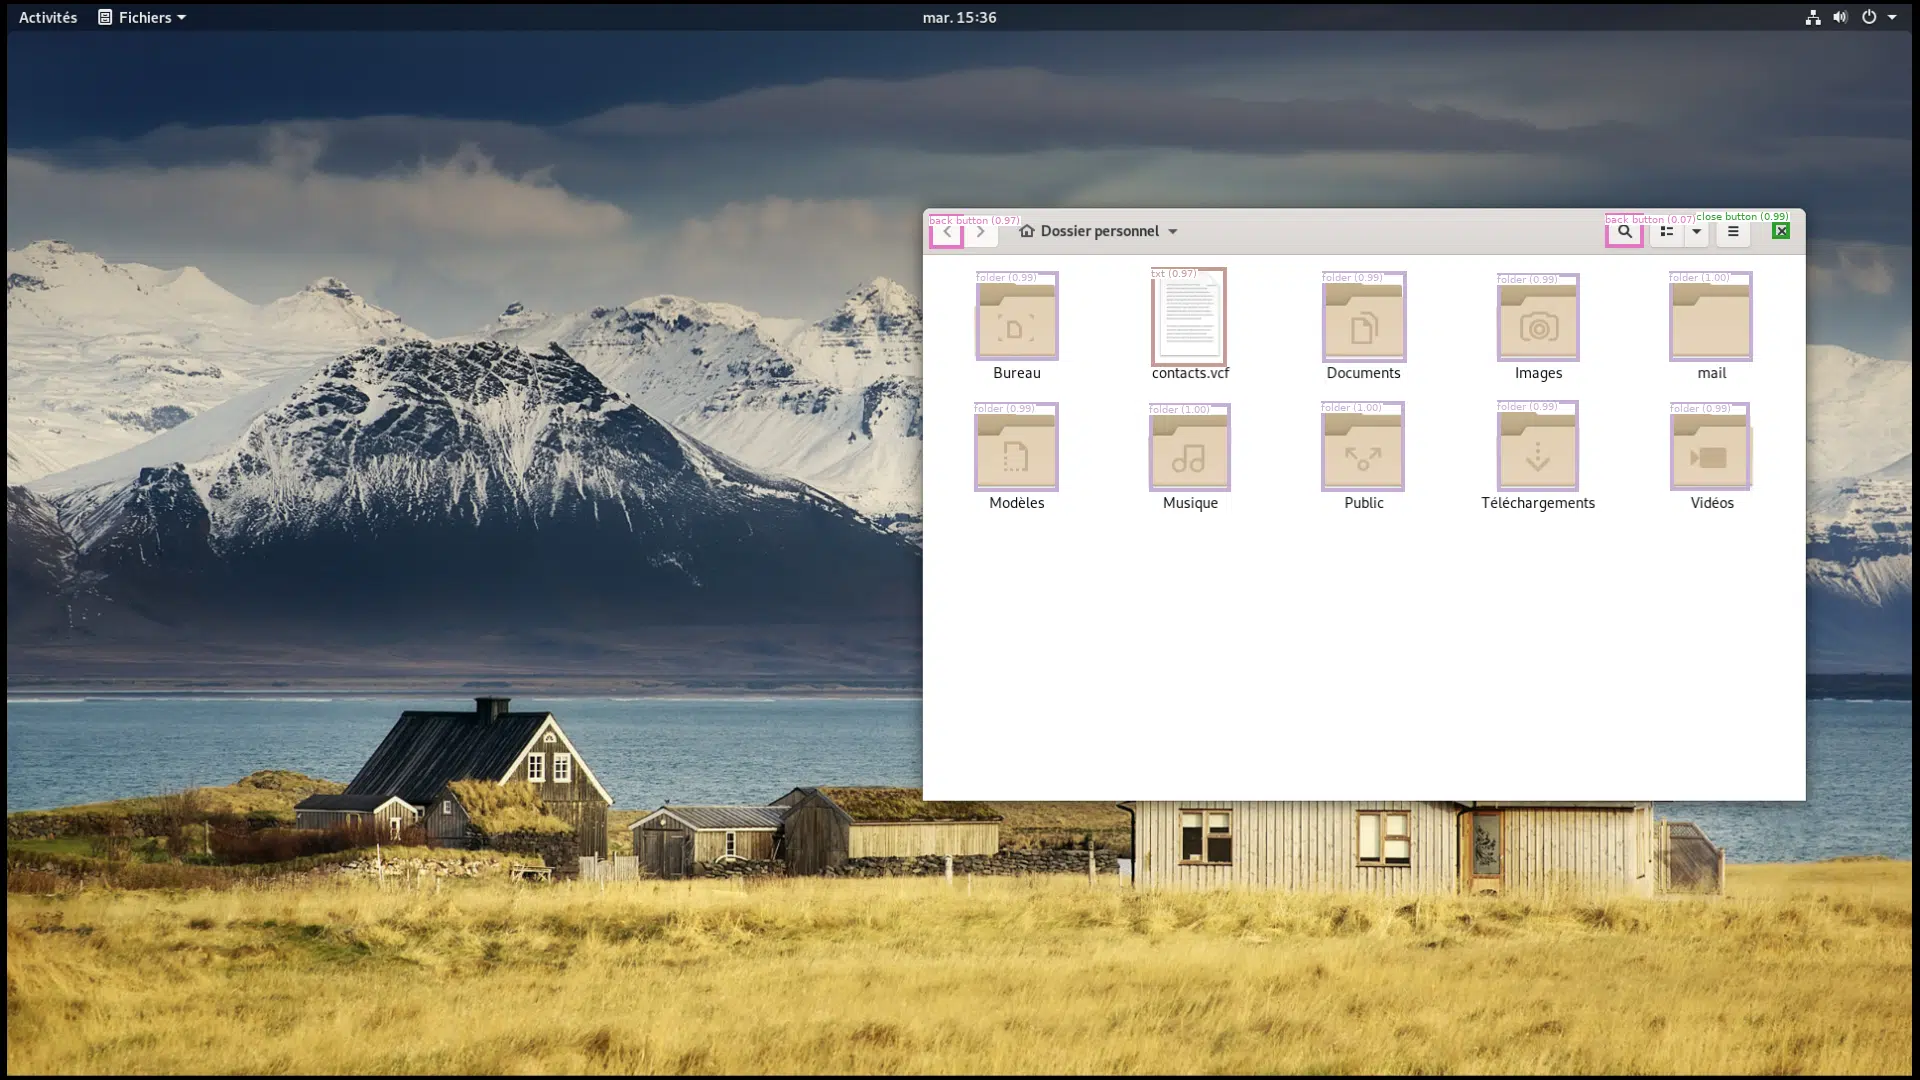 Activités Fichiers mar. 15:36
back button (0.97) back button (0.07) close button (0.99)
Dossier personnel
folder (0.99) txt (0.97) folder (0.99) folder (0.99) folder (1.00)
Bureau contacts.vcf Documents Images mail
folder (0.99) folder (1.00) folder (1.00) folder (0.99) folder (0.99)
Modèles Musique Public Téléchargements Vidéos